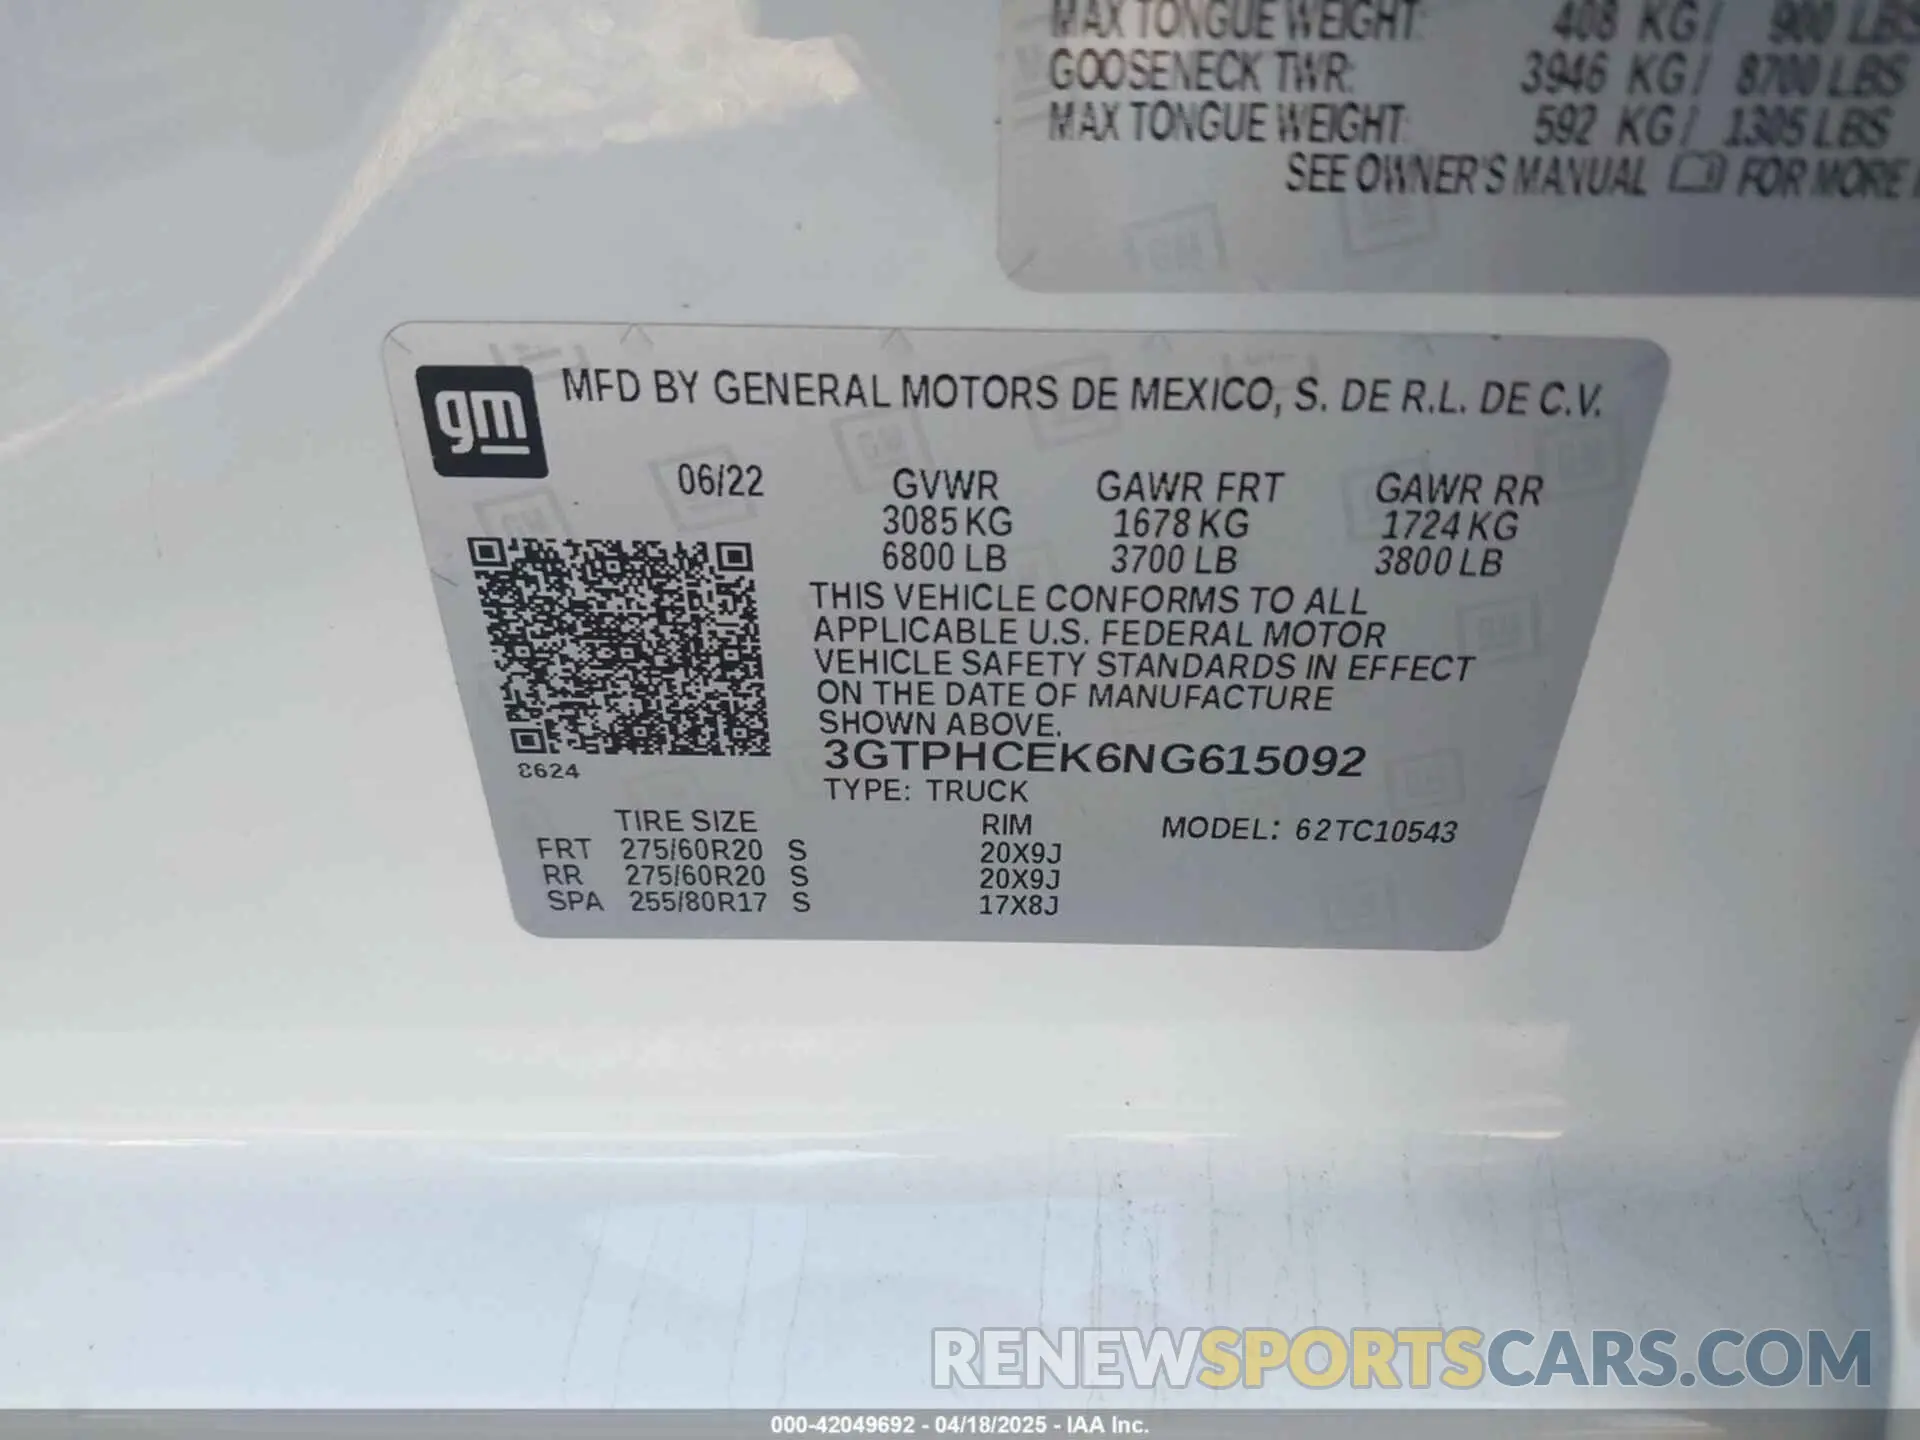 MAX TONGUE WEIGHT: 408 KG/ 900 LBS
GOOSENECK TWR: 3946 KG/ 8700 LBS
MAX TONGUE WEIGHT: 592 KG/ 1305 LBS
SEE OWNER'S MANUAL FOR MORE
gm
MFD BY GENERAL MOTORS DE MEXICO, S. DE R.L. DE C.V.
06/22 GVWR GAWR FRT GAWR RR
3085 KG 1678 KG 1724 KG
6800 LB 3700 LB 3800 LB
THIS VEHICLE CONFORMS TO ALL
APPLICABLE U.S. FEDERAL MOTOR
VEHICLE SAFETY STANDARDS IN EFFECT
ON THE DATE OF MANUFACTURE
SHOWN ABOVE.
3GTPHCEK6NG615092
8624
TYPE: TRUCK
TIRE SIZE RIM MODEL: 62TC10543
FRT 275/60R20 S 20X9J
RR 275/60R20 S 20X9J
SPA 255/80R17 S 17X8J
RENEWSPORTSCARS.COM
000-42049692 - 04/18/2025 - IAA Inc.